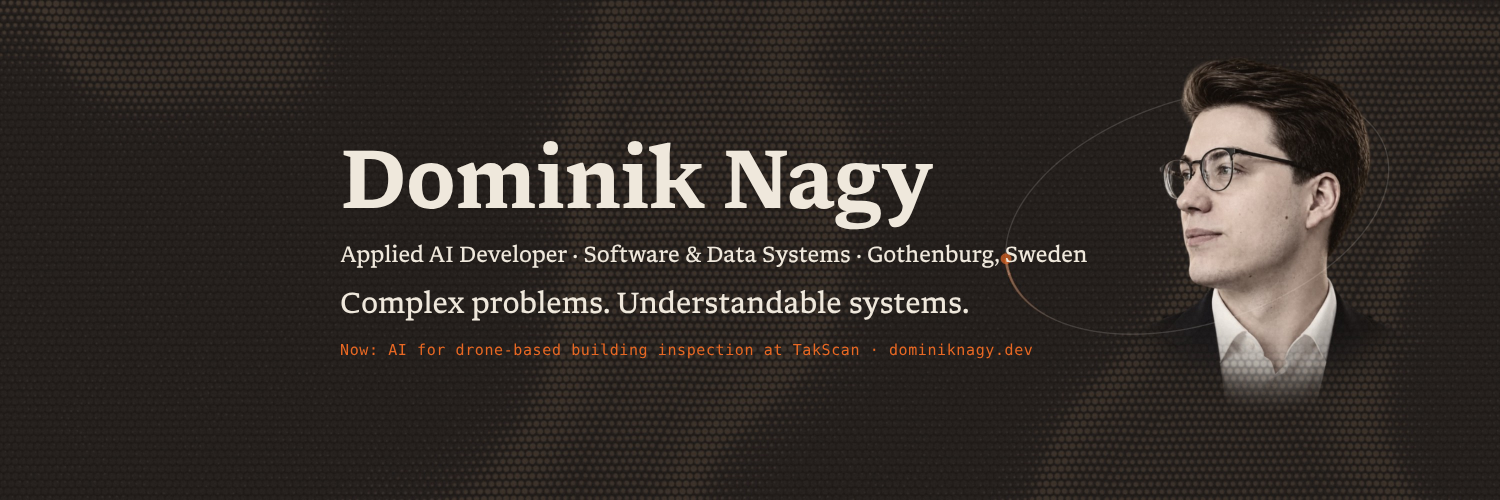 Dominik Nagy
Applied AI Developer · Software & Data Systems · Gothenburg, Sweden
Complex problems. Understandable systems.
Now: AI for drone-based building inspection at TakScan · dominiknagy.dev